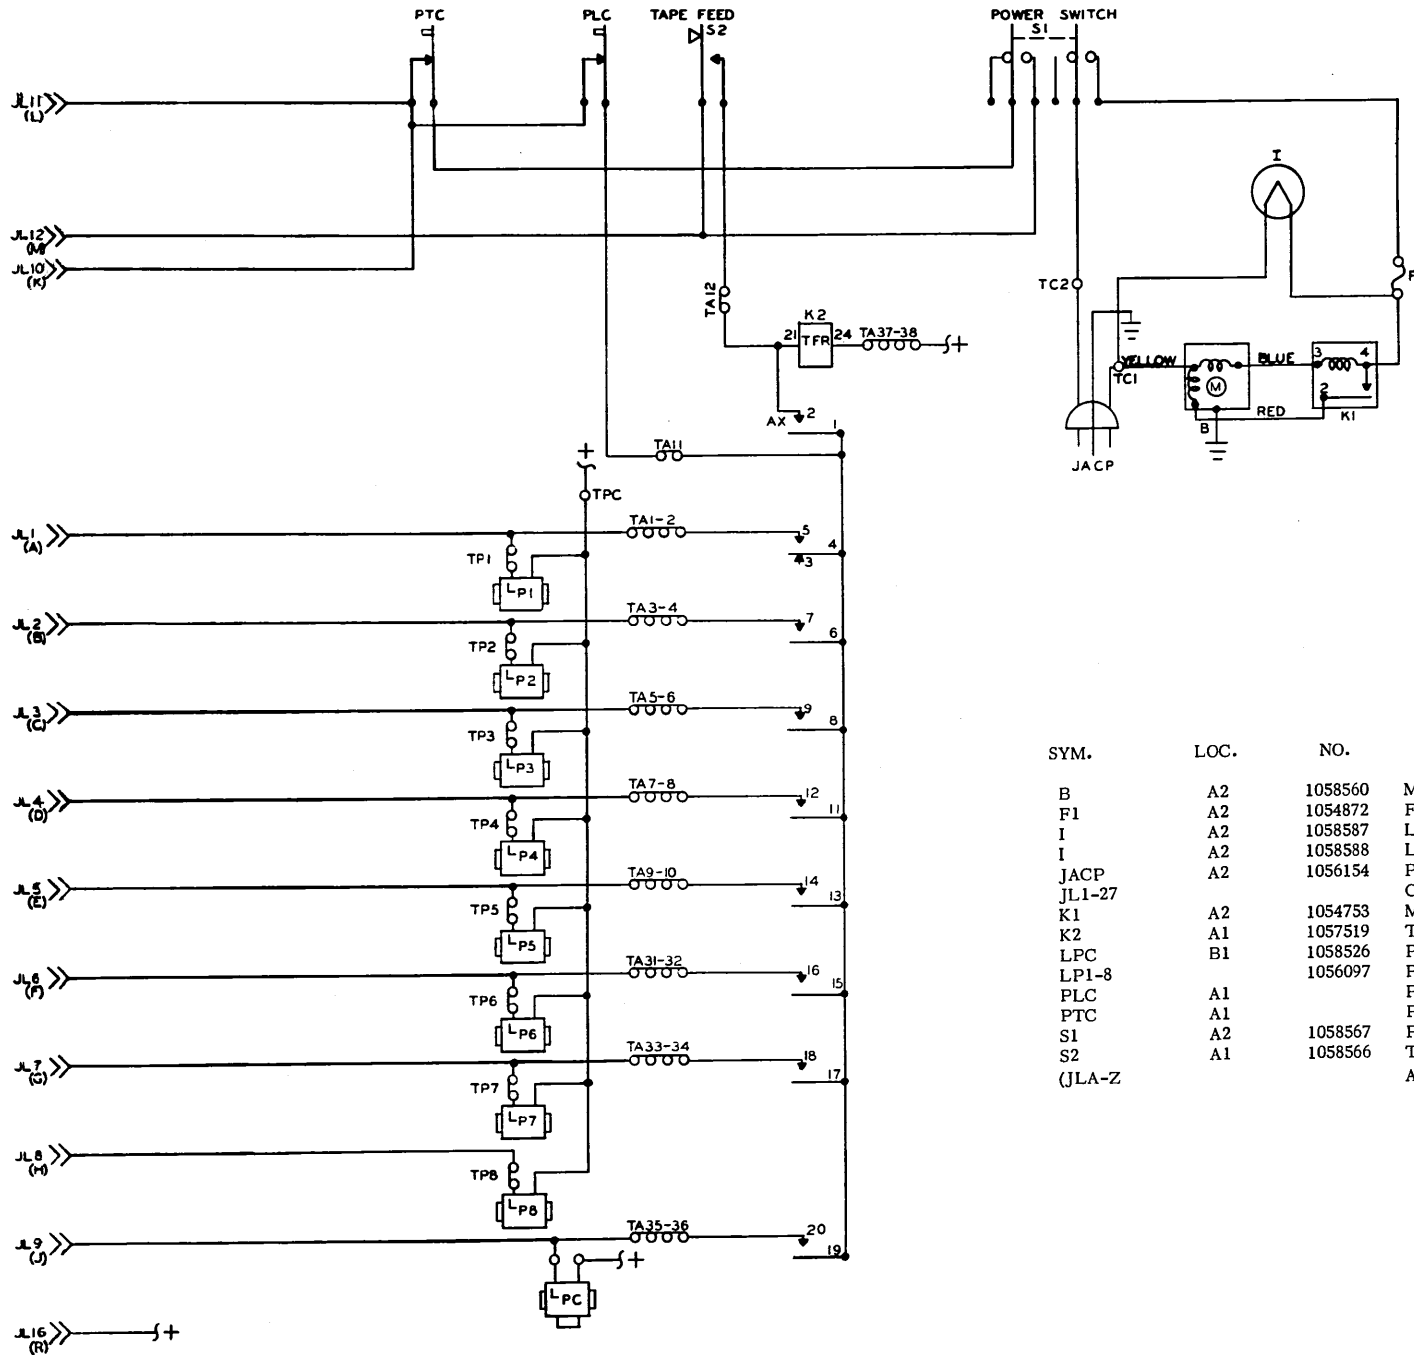 PTC PLC TAPE FEED POWER SWITCH
S2 S1
JL11
(L)
I
JL12
(M)
JL10
(K)
TA12
TC2
F
K2
21 TFR 24 TA37-38 +
YELLOW BLUE 3 4
TC1 M 2
AX 2 1 B RED K1
TA11
JACP
+
TPC
JL1
(A)
TA1-2 5
4
3
TP1
LP1
JL2
(B)
TA3-4 7
6
TP2
LP2
JL3
(C)
TA5-6 9
8
TP3
LP3
JL4
(D)
TA7-8 12
11
TP4
LP4
JL5
(E)
TA9-10 14
13
TP5
LP5
JL6
(F)
TA31-32 16
15
TP6
LP6
JL7
(G)
TA33-34 18
17
TP7
LP7
JL8
(H)
TP8
LP8
JL9
(J)
TA35-36 20
19
+
LPC
JL16
(R)
+
SYM. LOC. NO.
B A2 1058560 M
F1 A2 1054872 F
I A2 1058587 L
I A2 1058588 L
JACP A2 1056154 P
JL1-27 C
K1 A2 1054753 M
K2 A1 1057519 T
LPC B1 1058526 P
LP1-8 1056097 P
PLC A1 P
PTC A1 P
S1 A2 1058567 P
S2 A1 1058566 T
(JLA-Z A